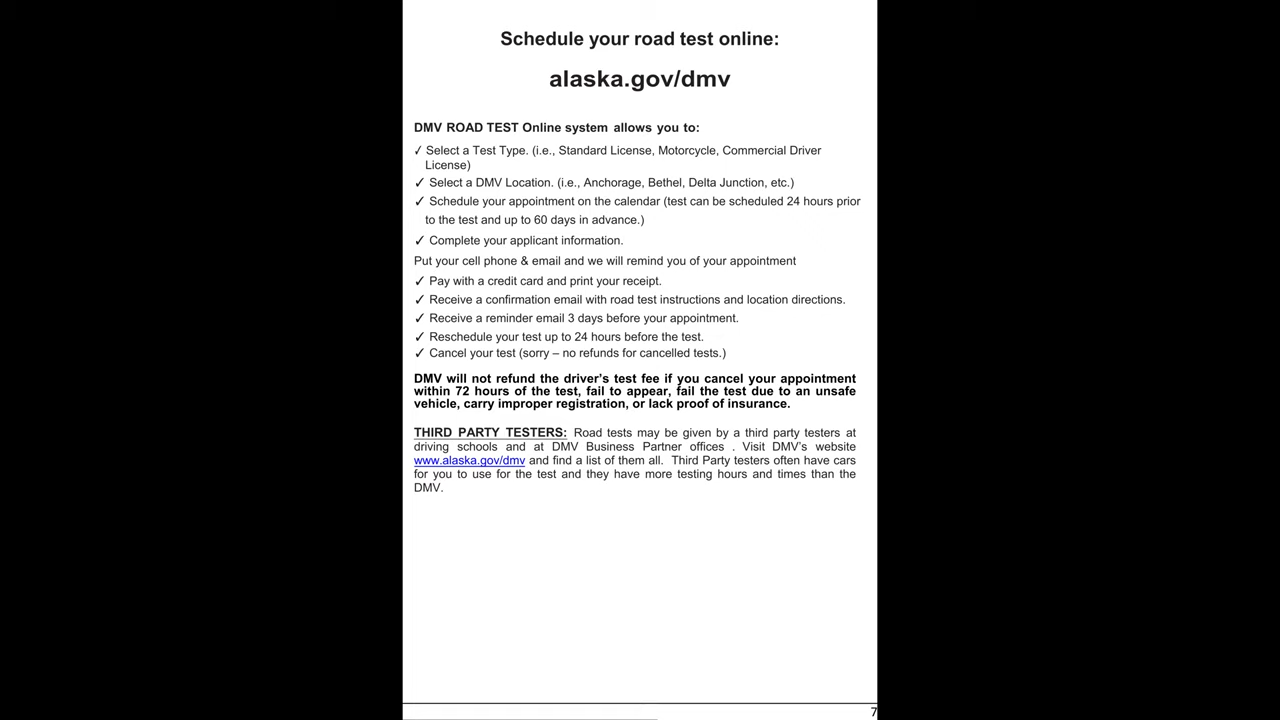 Schedule your road test online:
alaska.gov/dmv
DMV ROAD TEST Online system allows you to:
✓ Select a Test Type. (i.e., Standard License, Motorcycle, Commercial Driver
License)
✓ Select a DMV Location. (i.e., Anchorage, Bethel, Delta Junction, etc.)
✓ Schedule your appointment on the calendar (test can be scheduled 24 hours prior
to the test and up to 60 days in advance.)
✓ Complete your applicant information.
Put your cell phone & email and we will remind you of your appointment
✓ Pay with a credit card and print your receipt.
✓ Receive a confirmation email with road test instructions and location directions.
✓ Receive a reminder email 3 days before your appointment.
✓ Reschedule your test up to 24 hours before the test.
✓ Cancel your test (sorry – no refunds for cancelled tests.)
DMV will not refund the driver's test fee if you cancel your appointment
within 72 hours of the test, fail to appear, fail the test due to an unsafe
vehicle, carry improper registration, or lack proof of insurance.
THIRD PARTY TESTERS: Road tests may be given by a third party testers at
driving schools and at DMV Business Partner offices . Visit DMV's website
www.alaska.gov/dmv and find a list of them all. Third Party testers often have cars
for you to use for the test and they have more testing hours and times than the
DMV.
7